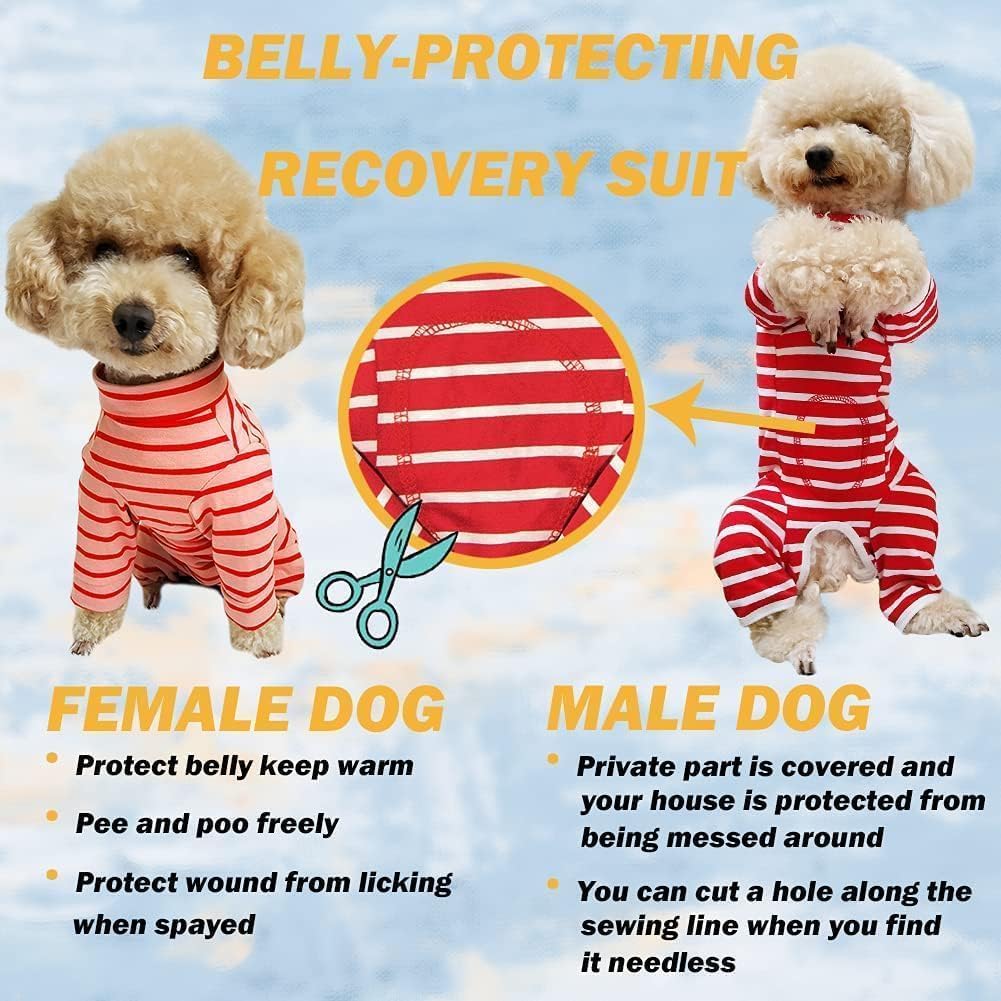 BELLY-PROTECTING
RECOVERY SUIT
FEMALE DOG
Protect belly keep warm
Pee and poo freely
Protect wound from licking
when spayed
MALE DOG
Private part is covered and
your house is protected from
being messed around
You can cut a hole along the
sewing line when you find
it needless